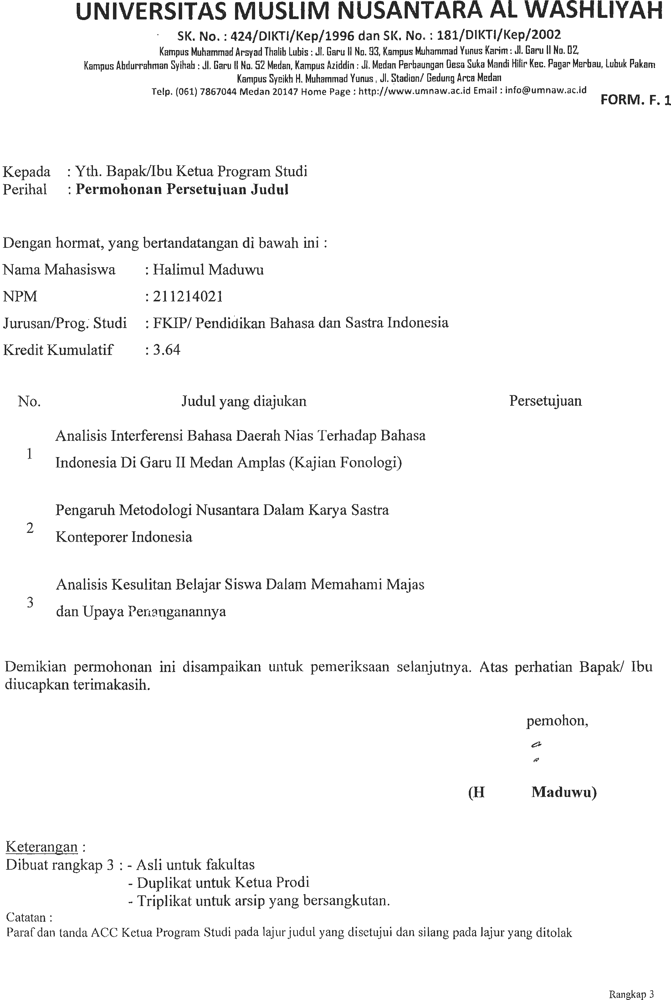 UNIVERSITAS MUSLIM NUSANTARA AL WASHLIYAH
SK. No. : 424/DIKTI/Kep/1996 dan SK. No. : 181/DIKTI/Kep/2002
Kampus Muhammad Arsyad Thalib Lubis : Jl. Garu II No. 93, Kampus Muhammad Yunus Karim : Jl. Garu II No. 02,
Kampus Abdurrahman Syihab : Jl. Garu II No. 52 Medan, Kampus Aziddin : Jl. Medan Perbaungan Desa Suka Mandi Hilir Kec. Pagar Merbau, Lubuk Pakam
Kampus Syeikh H. Muhammad Yunus , Jl. Stadion/ Gedung Arca Medan
Telp. (061) 7867044 Medan 20147 Home Page : http://www.umnaw.ac.id Email : info@umnaw.ac.id
FORM. F. 1
Kepada : Yth. Bapak/Ibu Ketua Program Studi
Perihal : Permohonan Persetujuan Judul
Dengan hormat, yang bertandatangan di bawah ini :
Nama Mahasiswa : Halimul Maduwu
NPM : 211214021
Jurusan/Prog. Studi : FKIP/ Pendidikan Bahasa dan Sastra Indonesia
Kredit Kumulatif : 3.64
No. Judul yang diajukan Persetujuan
Analisis Interferensi Bahasa Daerah Nias Terhadap Bahasa
1
Indonesia Di Garu II Medan Amplas (Kajian Fonologi)
Pengaruh Metodologi Nusantara Dalam Karya Sastra
2
Konteporer Indonesia
Analisis Kesulitan Belajar Siswa Dalam Memahami Majas
3
dan Upaya Penanganannya
Demikian permohonan ini disampaikan untuk pemeriksaan selanjutnya. Atas perhatian Bapak/ Ibu
diucapkan terimakasih.
pemohon,
(H Maduwu)
Keterangan :
Dibuat rangkap 3 : - Asli untuk fakultas
- Duplikat untuk Ketua Prodi
- Triplikat untuk arsip yang bersangkutan.
Catatan :
Paraf dan tanda ACC Ketua Program Studi pada lajur judul yang disetujui dan silang pada lajur yang ditolak
Rangkap 3